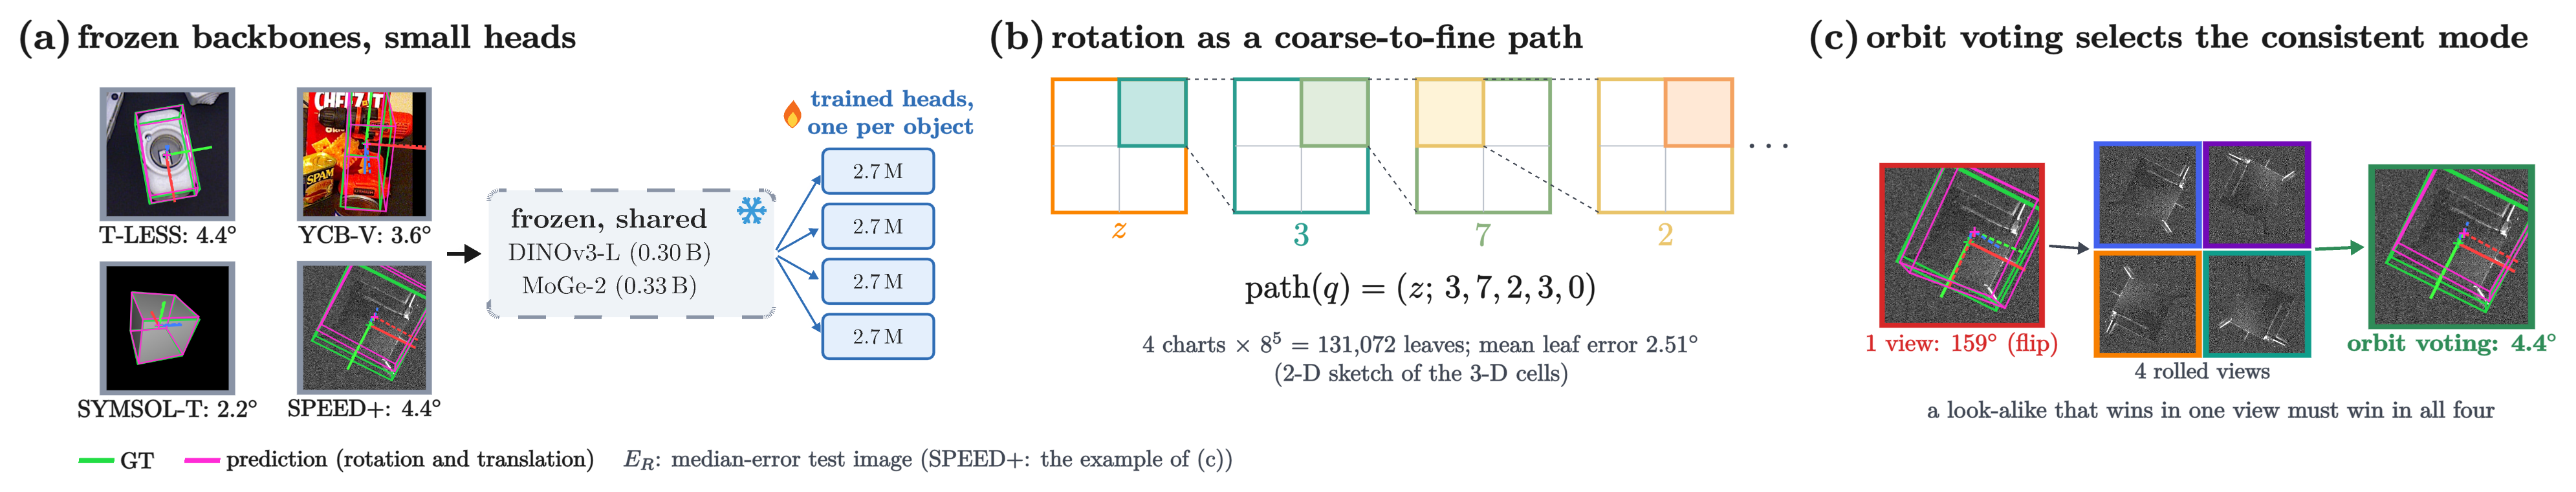 (a) frozen backbones, small heads
T-LESS: 4.4°
YCB-V: 3.6°
SYMSOL-T: 2.2°
SPEED+: 4.4°
CHEEZ-IT
SPAM
frozen, shared
DINOv3-L (0.30 B)
MoGe-2 (0.33 B)
trained heads,
one per object
2.7 M
2.7 M
2.7 M
2.7 M
GT
prediction (rotation and translation)
E_R: median-error test image (SPEED+: the example of (c))
(b) rotation as a coarse-to-fine path
z
3
7
2
...
path(q) = (z; 3, 7, 2, 3, 0)
4 charts × 8⁵ = 131,072 leaves; mean leaf error 2.51°
(2-D sketch of the 3-D cells)
(c) orbit voting selects the consistent mode
1 view: 159° (flip)
4 rolled views
orbit voting: 4.4°
a look-alike that wins in one view must win in all four